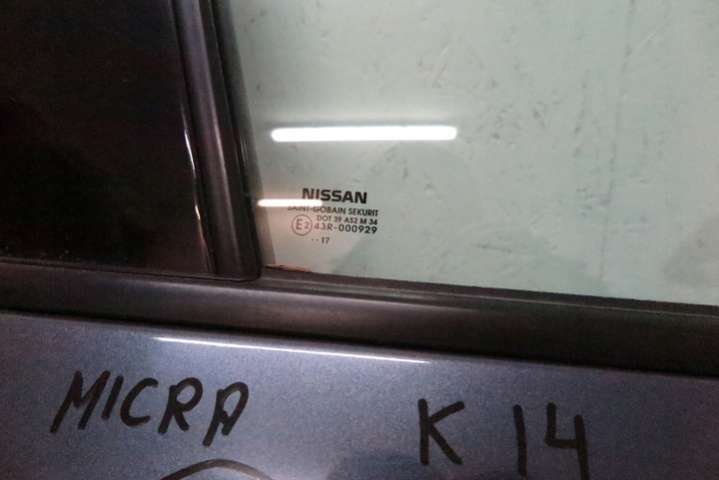 NISSAN
SAINT-GOBAIN SEKURIT
DOT 39 AS2 M 34
E2 43R-000929
··17
MICRA K14